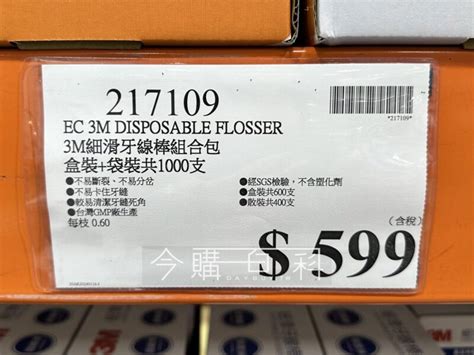 217109
*217109*
EC 3M DISPOSABLE FLOSSER
3M細滑牙線棒組合包
盒裝+袋裝共1000支
●不易斷裂、不易分岔
●不易卡住牙縫
●較易清潔牙縫死角
●台灣GMP廠生產
每枝 0.60
●經SGS檢驗，不含塑化劑
●盒裝共600支
●散裝共400支
(含稅)
$ 599
今購百科